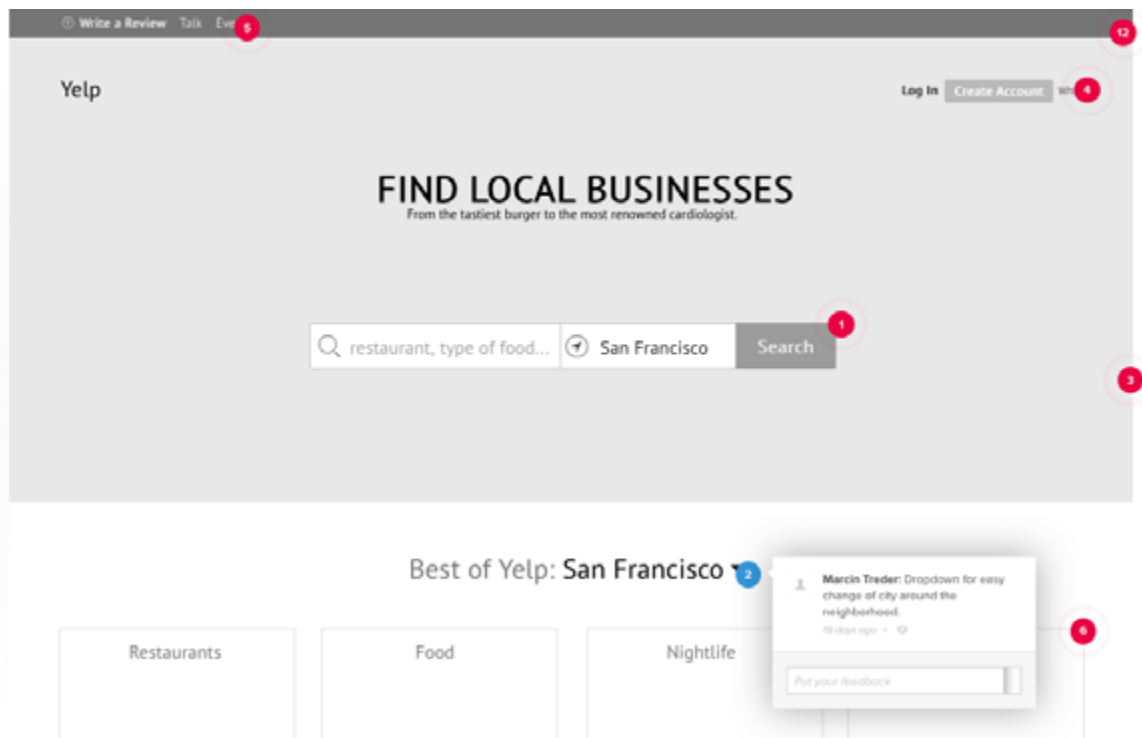 Write a Review Talk Eve 5
12
Yelp
Log In Create Account Wh 4
FIND LOCAL BUSINESSES
From the tastiest burger to the most renowned cardiologist.
1
restaurant, type of food... San Francisco Search
3
Best of Yelp: San Francisco 2
Marcin Treder: Dropdown for easy
change of city around the
neighborhood.
19 days ago
Put your feedback
6
Restaurants Food Nightlife